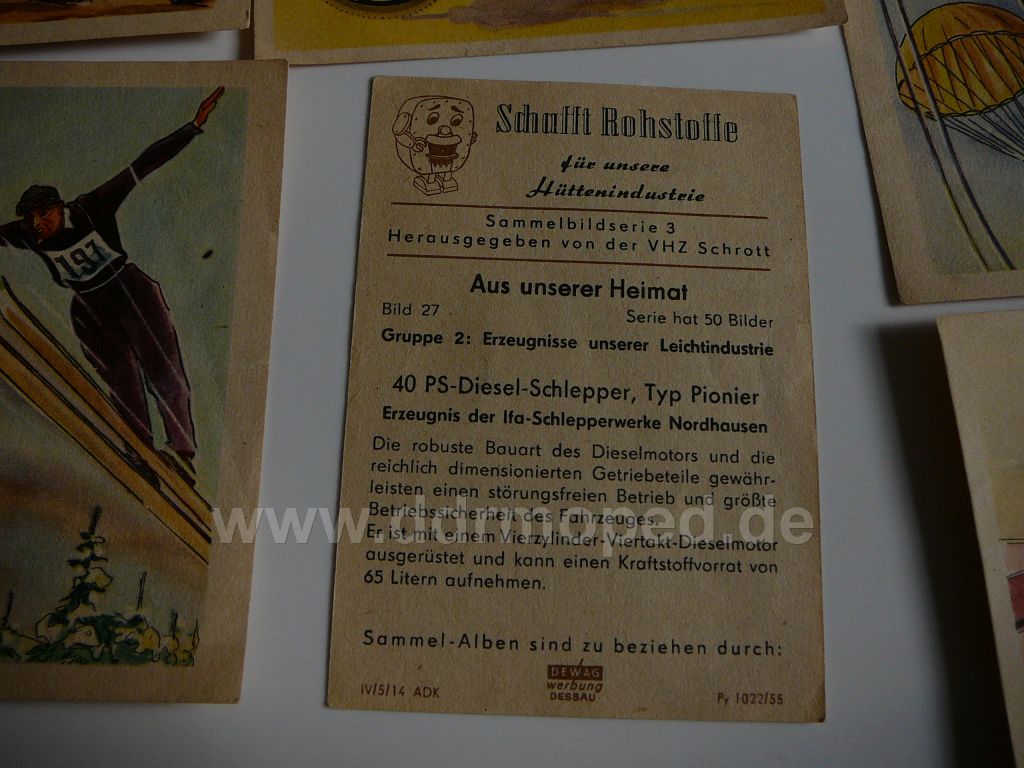 Schafft Rohstoffe
für unsere
Hüttenindustrie
Sammelbildserie 3
Herausgegeben von der VHZ Schrott
Aus unserer Heimat
Bild 27 Serie hat 50 Bilder
Gruppe 2: Erzeugnisse unserer Leichtindustrie
40 PS-Diesel-Schlepper, Typ Pionier
Erzeugnis der Ifa-Schlepperwerke Nordhausen
Die robuste Bauart des Dieselmotors und die
reichlich dimensionierten Getriebeteile gewähr-
leisten einen störungsfreien Betrieb und größte
Betriebssicherheit des Fahrzeuges.
Er ist mit einem Vierzylinder-Viertakt-Dieselmotor
ausgerüstet und kann einen Kraftstoffvorrat von
65 Litern aufnehmen.
Sammel-Alben sind zu beziehen durch:
DEWAG
werbung
DESSAU
IV/5/14 ADK Py 1022/55
197
www.ddrmoped.de